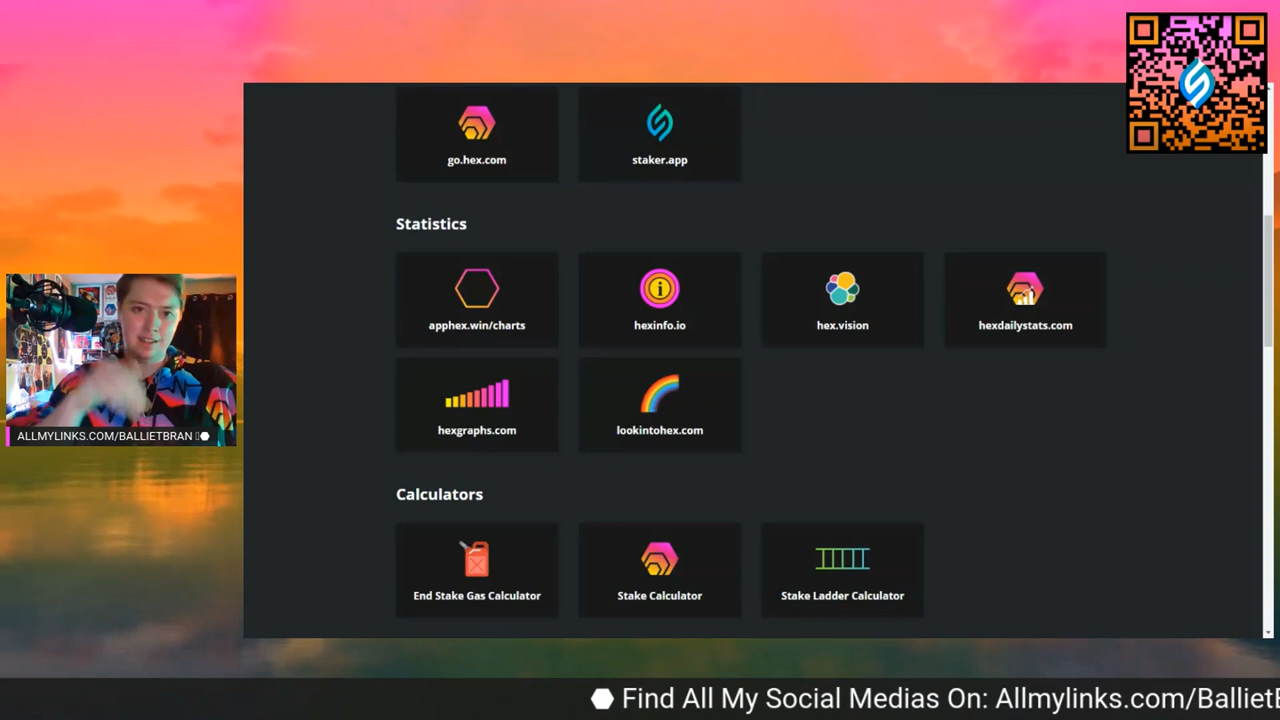 go.hex.com
staker.app
Statistics
apphex.win/charts
hexinfo.io
hex.vision
hexdailystats.com
hexgraphs.com
lookintohex.com
Calculators
End Stake Gas Calculator
Stake Calculator
Stake Ladder Calculator
ALLMYLINKS.COM/BALLIETBRAN
Find All My Social Medias On: Allmylinks.com/BallietB